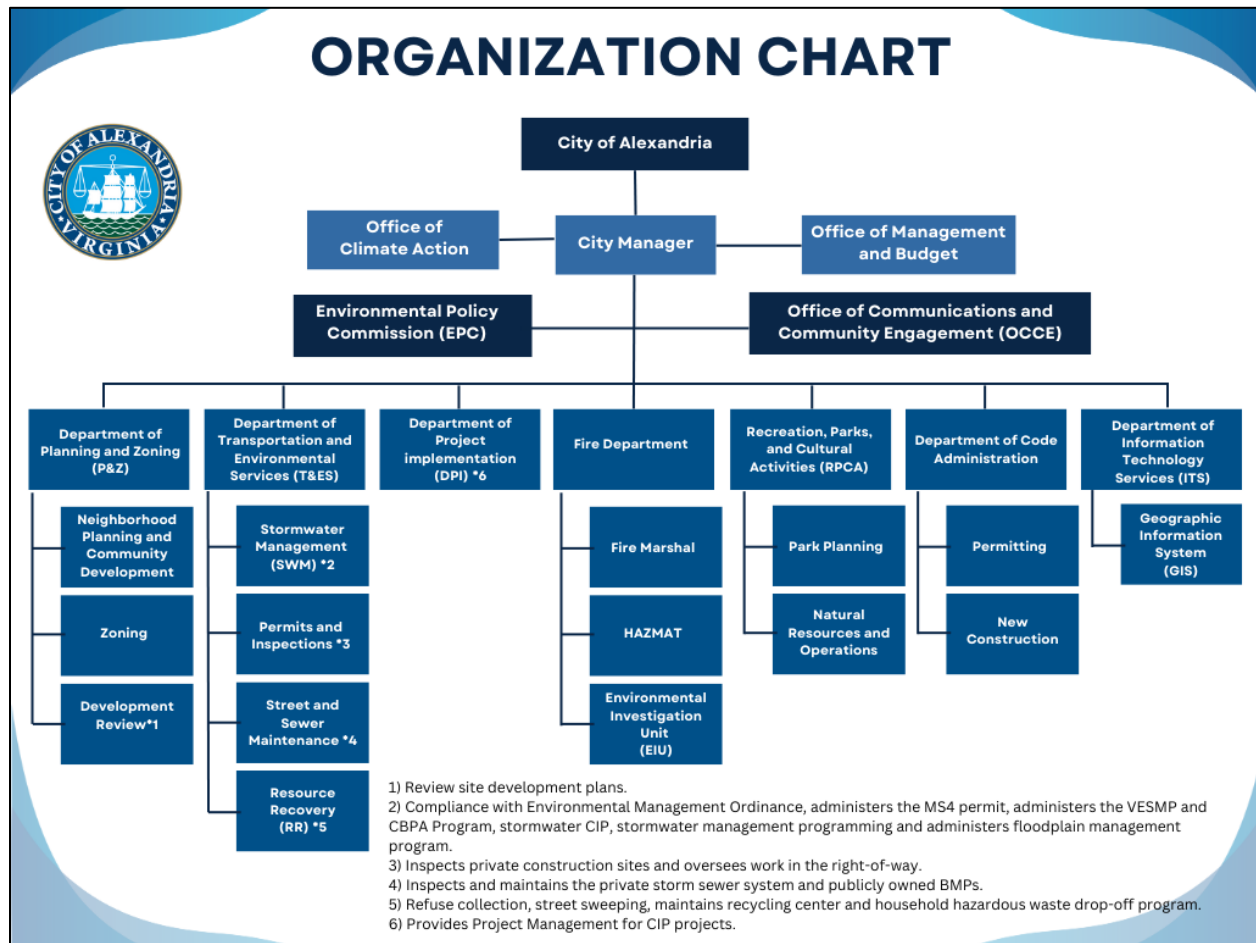 ORGANIZATION CHART
CITY OF ALEXANDRIA
VIRGINIA
City of Alexandria
Office of
Climate Action
City Manager
Office of Management
and Budget
Environmental Policy
Commission (EPC)
Office of Communications and
Community Engagement (OCCE)
Department of
Planning and Zoning
(P&Z)
Department of
Transportation and
Environmental
Services (T&ES)
Department of
Project
implementation
(DPI) *6
Fire Department
Recreation, Parks,
and Cultural
Activities (RPCA)
Department of Code
Administration
Department of
Information
Technology
Services (ITS)
Neighborhood
Planning and
Community
Development
Zoning
Development
Review*1
Stormwater
Management
(SWM) *2
Permits and
Inspections *3
Street and
Sewer
Maintenance *4
Resource
Recovery
(RR) *5
Fire Marshal
HAZMAT
Environmental
Investigation
Unit
(EIU)
Park Planning
Natural
Resources and
Operations
Permitting
New
Construction
Geographic
Information
System
(GIS)
1) Review site development plans.
2) Compliance with Environmental Management Ordinance, administers the MS4 permit, administers the VESMP and
CBPA Program, stormwater CIP, stormwater management programming and administers floodplain management
program.
3) Inspects private construction sites and oversees work in the right-of-way.
4) Inspects and maintains the private storm sewer system and publicly owned BMPs.
5) Refuse collection, street sweeping, maintains recycling center and household hazardous waste drop-off program.
6) Provides Project Management for CIP projects.